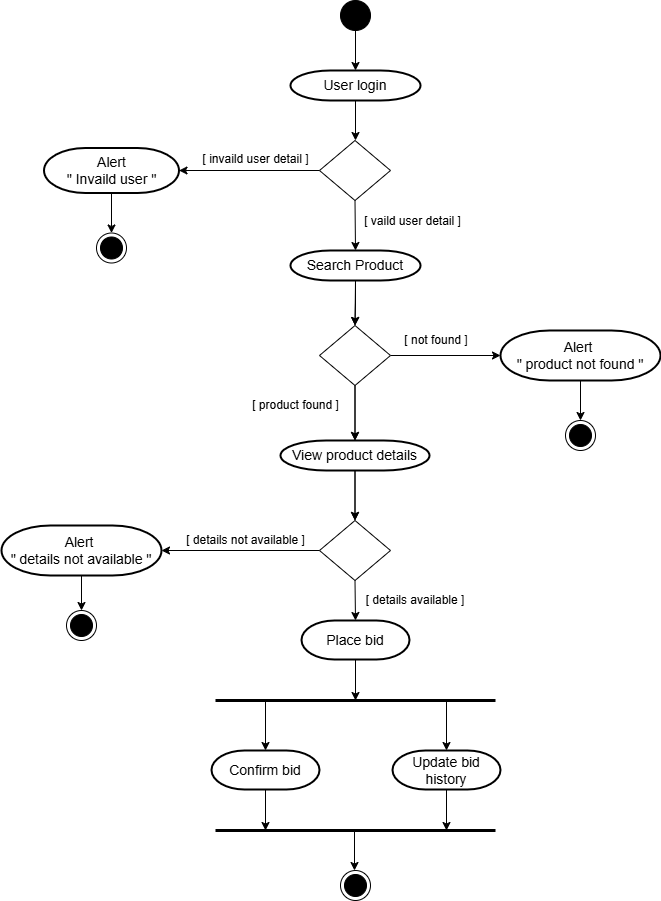 User login
[ invaild user detail ]
Alert
" Invaild user "
[ vaild user detail ]
Search Product
[ not found ]
Alert
" product not found "
[ product found ]
View product details
[ details not available ]
Alert
" details not available "
[ details available ]
Place bid
Confirm bid
Update bid
history